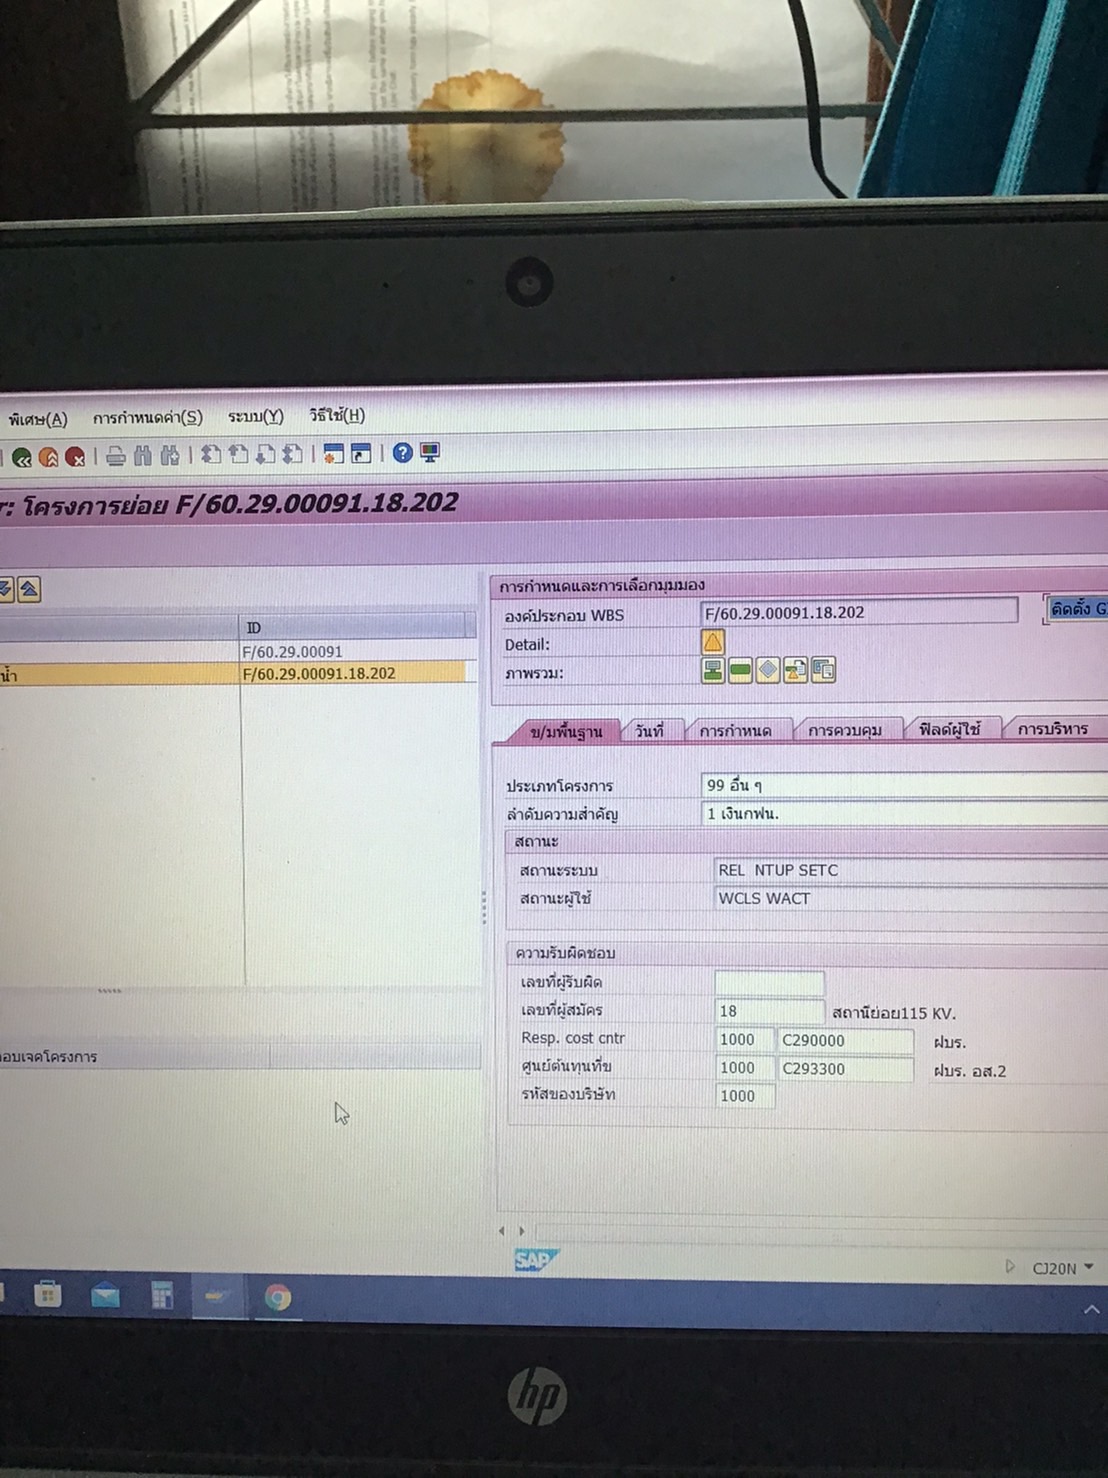 พิเศษ(A) การกำหนดค่า(S) ระบบ(Y) วิธีใช้(H)
r: โครงการย่อย F/60.29.00091.18.202
ID
F/60.29.00091
น้ำ F/60.29.00091.18.202
การกำหนดและการเลือกมุมมอง
องค์ประกอบ WBS F/60.29.00091.18.202 ติดตั้ง G
Detail:
ภาพรวม:
ข/มพื้นฐาน วันที่ การกำหนด การควบคุม ฟิลด์ผู้ใช้ การบริหาร
ประเภทโครงการ 99 อื่น ๆ
ลำดับความสำคัญ 1 เงินกฟน.
สถานะ
สถานะระบบ REL NTUP SETC
สถานะผู้ใช้ WCLS WACT
ความรับผิดชอบ
เลขที่ผู้รับผิด
เลขที่ผู้สมัคร 18 สถานีย่อย115 KV.
Resp. cost cntr 1000 C290000 ฝบร.
ศูนย์ต้นทุนที่ข 1000 C293300 ฝบร. อส.2
รหัสของบริษัท 1000
อบเจคโครงการ
SAP
CJ20N
hp